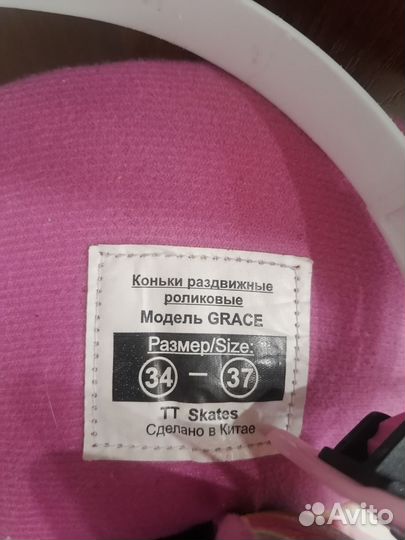 Коньки раздвижные
роликовые
Модель GRACE
Размер/Size:
34 – 37
TT Skates
Сделано в Китае
Avito